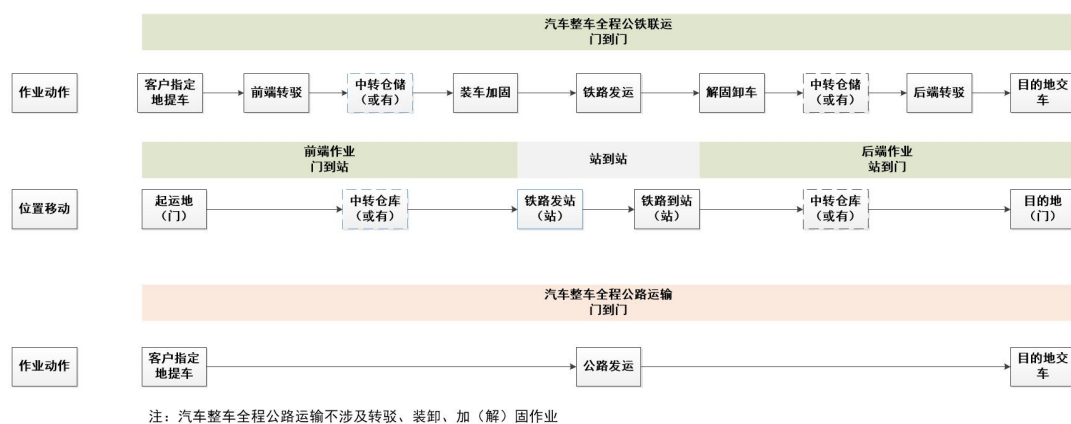 汽车整车全程公铁联运
门到门
作业动作
客户指定
地提车
前端转驳
中转仓储
（或有）
装车加固
铁路发运
解固卸车
中转仓储
（或有）
后端转驳
目的地交
车
前端作业
门到站
站到站
后端作业
站到门
位置移动
起运地
（门）
中转仓库
（或有）
铁路发站
（站）
铁路到站
（站）
中转仓库
（或有）
目的地
（门）
汽车整车全程公路运输
门到门
作业动作
客户指定
地提车
公路发运
目的地交
车
注：汽车整车全程公路运输不涉及转驳、装卸、加（解）固作业